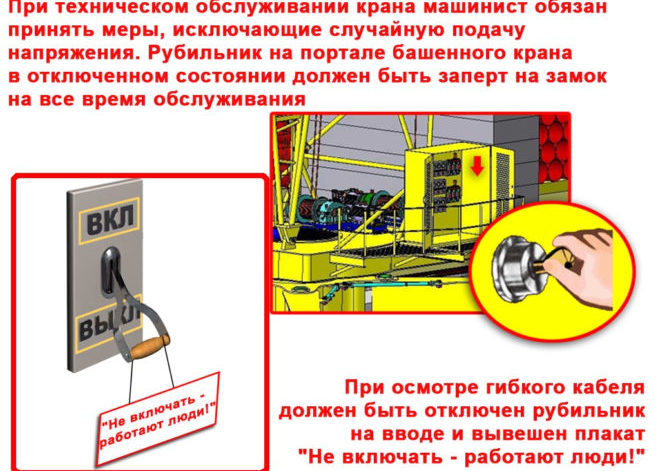 При техническом обслуживании крана машинист обязан
принять меры, исключающие случайную подачу
напряжения. Рубильник на портале башенного крана
в отключенном состоянии должен быть заперт на замок
на все время обслуживания
ВКЛ
ВЫКЛ
"Не включать -
работают люди!"
При осмотре гибкого кабеля
должен быть отключен рубильник
на вводе и вывешен плакат
"Не включать - работают люди!"